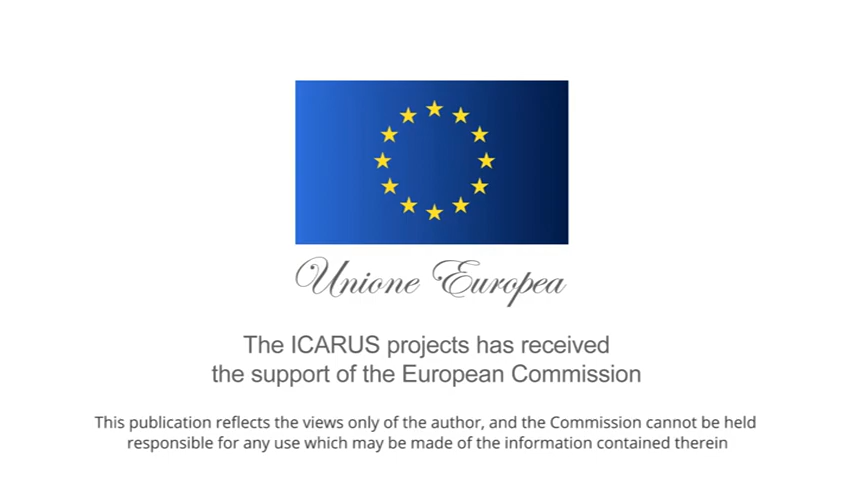 Unione Europea
The ICARUS projects has received
the support of the European Commission
This publication reflects the views only of the author, and the Commission cannot be held
responsible for any use which may be made of the information contained therein